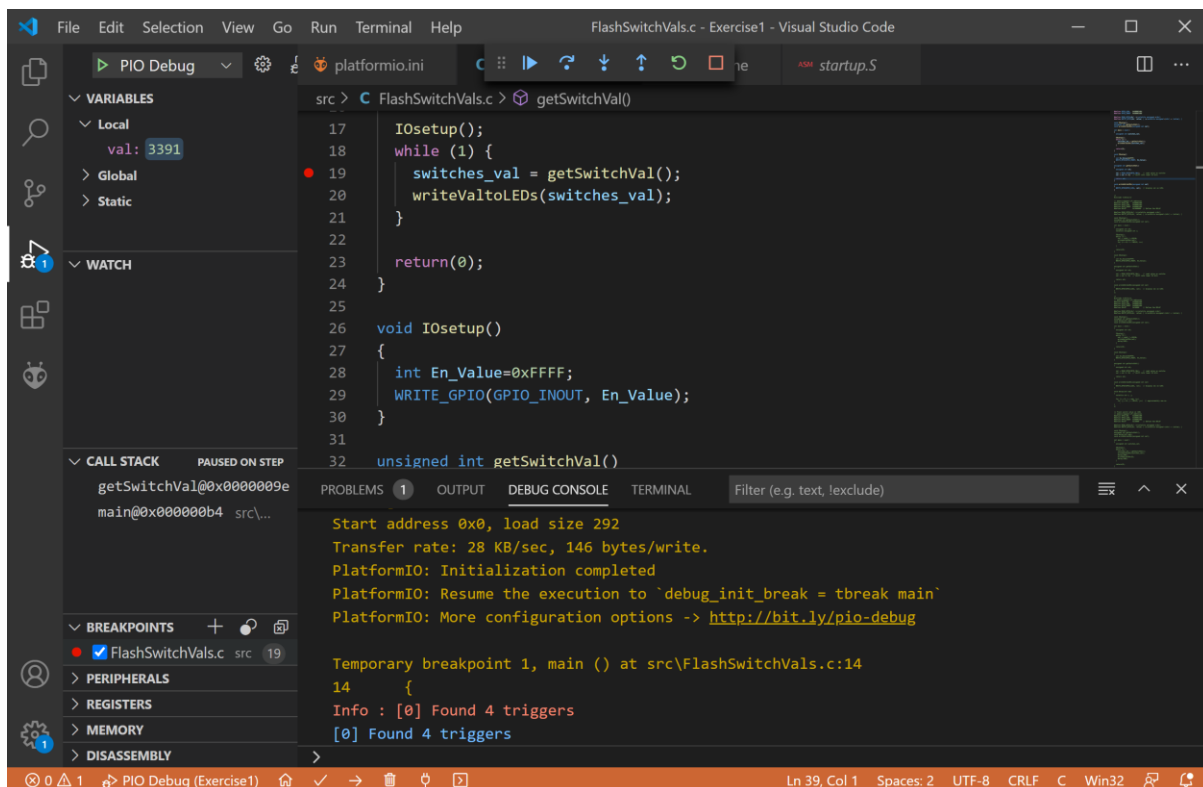 File Edit Selection View Go Run Terminal Help FlashSwitchVals.c - Exercise1 - Visual Studio Code
PIO Debug
platformio.ini
C
ne
ASM startup.S
VARIABLES
Local
val: 3391
Global
Static
WATCH
CALL STACK PAUSED ON STEP
getSwitchVal@0x0000009e
main@0x000000b4 src\...
BREAKPOINTS
FlashSwitchVals.c src 19
PERIPHERALS
REGISTERS
MEMORY
DISASSEMBLY
src > C FlashSwitchVals.c > getSwitchVal()
17 IOsetup();
18 while (1) {
19 switches_val = getSwitchVal();
20 writeValtoLEDs(switches_val);
21 }
22
23 return(0);
24 }
25
26 void IOsetup()
27 {
28 int En_Value=0xFFFF;
29 WRITE_GPIO(GPIO_INOUT, En_Value);
30 }
31
32 unsigned int getSwitchVal()
PROBLEMS 1 OUTPUT DEBUG CONSOLE TERMINAL Filter (e.g. text, !exclude)
Start address 0x0, load size 292
Transfer rate: 28 KB/sec, 146 bytes/write.
PlatformIO: Initialization completed
PlatformIO: Resume the execution to `debug_init_break = tbreak main`
PlatformIO: More configuration options -> http://bit.ly/pio-debug
Temporary breakpoint 1, main () at src\FlashSwitchVals.c:14
14 {
Info : [0] Found 4 triggers
[0] Found 4 triggers
>
1
1
0 1 PIO Debug (Exercise1) Ln 39, Col 1 Spaces: 2 UTF-8 CRLF C Win32